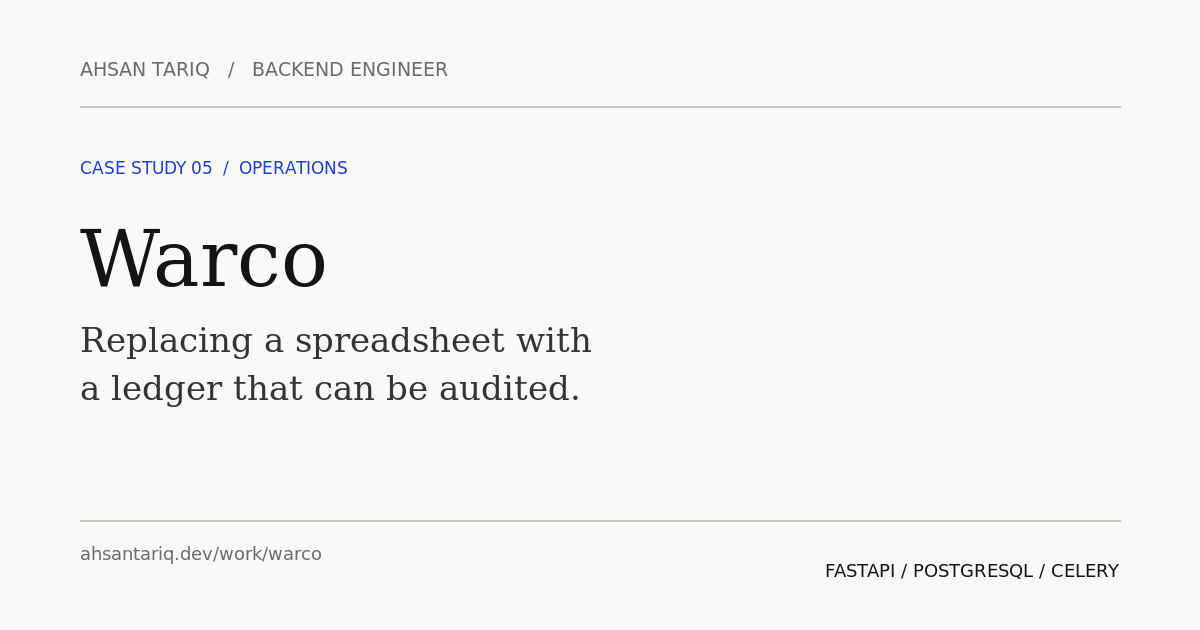 AHSAN TARIQ / BACKEND ENGINEER
CASE STUDY 05 / OPERATIONS
Warco
Replacing a spreadsheet with
a ledger that can be audited.
ahsantariq.dev/work/warco
FASTAPI / POSTGRESQL / CELERY